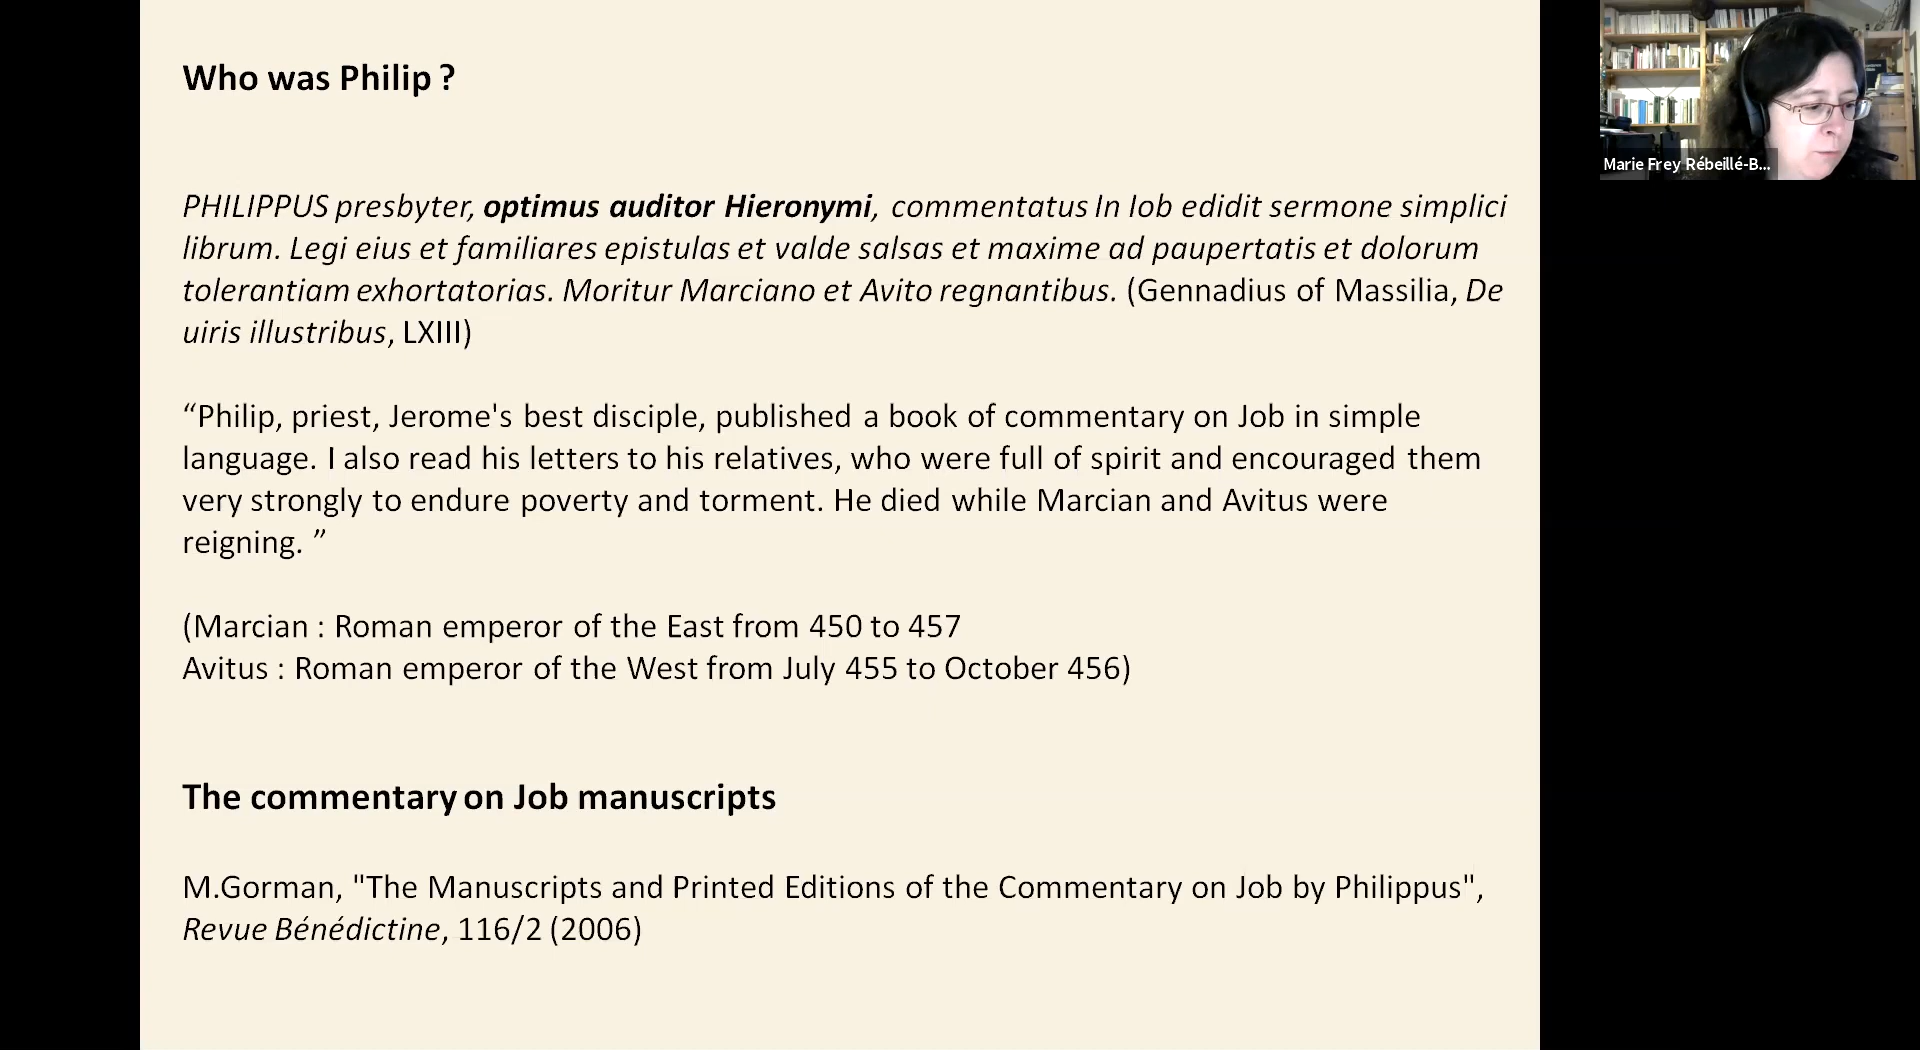 Who was Philip ?
PHILIPPUS presbyter, optimus auditor Hieronymi, commentatus In Iob edidit sermone simplici
librum. Legi eius et familiares epistulas et valde salsas et maxime ad paupertatis et dolorum
tolerantiam exhortatorias. Moritur Marciano et Avito regnantibus. (Gennadius of Massilia, De
uiris illustribus, LXIII)
“Philip, priest, Jerome's best disciple, published a book of commentary on Job in simple
language. I also read his letters to his relatives, who were full of spirit and encouraged them
very strongly to endure poverty and torment. He died while Marcian and Avitus were
reigning. ”
(Marcian : Roman emperor of the East from 450 to 457
Avitus : Roman emperor of the West from July 455 to October 456)
The commentary on Job manuscripts
M.Gorman, "The Manuscripts and Printed Editions of the Commentary on Job by Philippus",
Revue Bénédictine, 116/2 (2006)
Marie Frey Rébeillé-B...